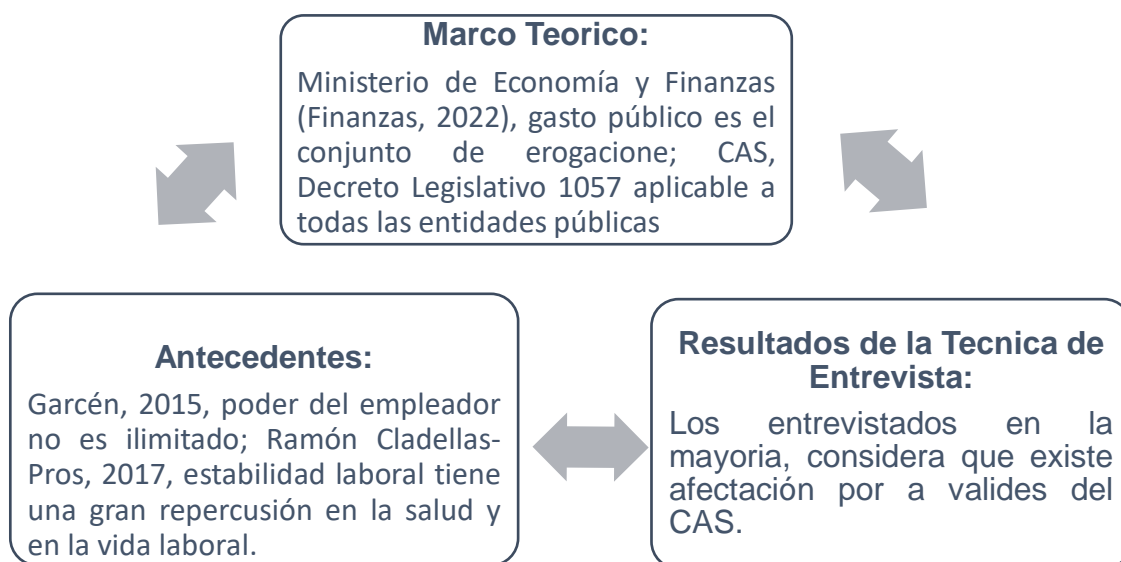 Marco Teorico:
Ministerio de Economía y Finanzas
(Finanzas, 2022), gasto público es el
conjunto de erogacione; CAS,
Decreto Legislativo 1057 aplicable a
todas las entidades públicas
Antecedentes:
Garcén, 2015, poder del empleador
no es ilimitado; Ramón Cladellas-
Pros, 2017, estabilidad laboral tiene
una gran repercusión en la salud y
en la vida laboral.
Resultados de la Tecnica de
Entrevista:
Los entrevistados en la
mayoria, considera que existe
afectación por a valides del
CAS.